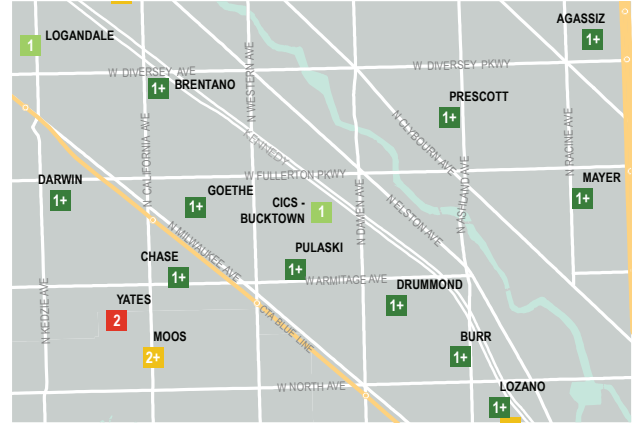 AGASSIZ
1+
LOGANDALE
1
W DIVERSEY AVE
W DIVERSEY PKWY
BRENTANO
1+
N WESTERN AVE
PRESCOTT
1+
N CALIFORNIA AVE
KENNEDY
N CLYBOURN AVE
N RACINE AVE
W FULLERTON PKWY
DARWIN
1+
GOETHE
1+
CICS -
BUCKTOWN
1
N DAMEN AVE
N ELSTON AVE
N ASHLAND AVE
MAYER
1+
N MILWAUKEE AVE
PULASKI
1+
CHASE
1+
W ARMITAGE AVE
DRUMMOND
1+
N KEDZIE AVE
YATES
2
CTA BLUE LINE
MOOS
2+
BURR
1+
W NORTH AVE
LOZANO
1+